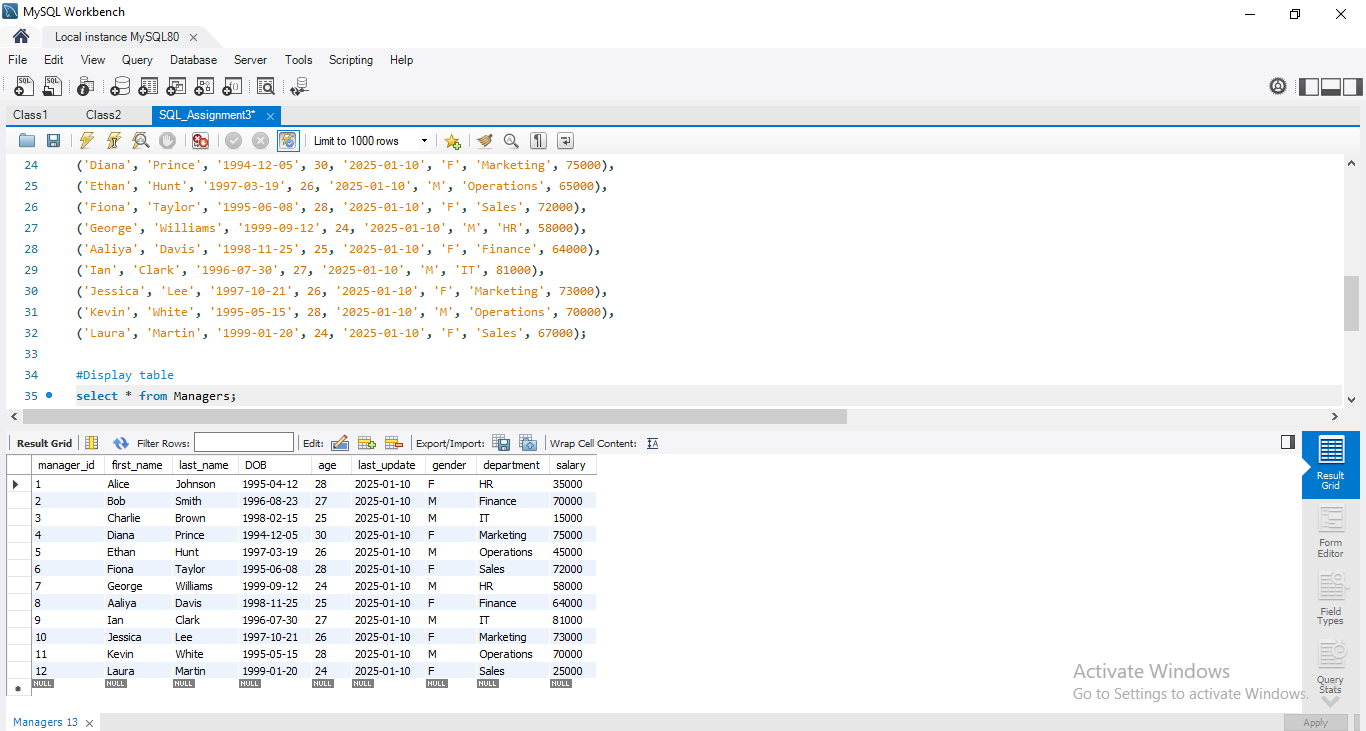 MySQL Workbench
Local instance MySQL80
File Edit View Query Database Server Tools Scripting Help
Class1 Class2 SQL_Assignment3*
Limit to 1000 rows
24 ('Diana', 'Prince', '1994-12-05', 30, '2025-01-10', 'F', 'Marketing', 75000),
25 ('Ethan', 'Hunt', '1997-03-19', 26, '2025-01-10', 'M', 'Operations', 65000),
26 ('Fiona', 'Taylor', '1995-06-08', 28, '2025-01-10', 'F', 'Sales', 72000),
27 ('George', 'Williams', '1999-09-12', 24, '2025-01-10', 'M', 'HR', 58000),
28 ('Aaliya', 'Davis', '1998-11-25', 25, '2025-01-10', 'F', 'Finance', 64000),
29 ('Ian', 'Clark', '1996-07-30', 27, '2025-01-10', 'M', 'IT', 81000),
30 ('Jessica', 'Lee', '1997-10-21', 26, '2025-01-10', 'F', 'Marketing', 73000),
31 ('Kevin', 'White', '1995-05-15', 28, '2025-01-10', 'M', 'Operations', 70000),
32 ('Laura', 'Martin', '1999-01-20', 24, '2025-01-10', 'F', 'Sales', 67000);
33
34 #Display table
35 select * from Managers;
Result Grid Filter Rows: Edit: Export/Import: Wrap Cell Content:
manager_id first_name last_name DOB age last_update gender department salary
1 Alice Johnson 1995-04-12 28 2025-01-10 F HR 35000
2 Bob Smith 1996-08-23 27 2025-01-10 M Finance 70000
3 Charlie Brown 1998-02-15 25 2025-01-10 M IT 15000
4 Diana Prince 1994-12-05 30 2025-01-10 F Marketing 75000
5 Ethan Hunt 1997-03-19 26 2025-01-10 M Operations 45000
6 Fiona Taylor 1995-06-08 28 2025-01-10 F Sales 72000
7 George Williams 1999-09-12 24 2025-01-10 M HR 58000
8 Aaliya Davis 1998-11-25 25 2025-01-10 F Finance 64000
9 Ian Clark 1996-07-30 27 2025-01-10 M IT 81000
10 Jessica Lee 1997-10-21 26 2025-01-10 F Marketing 73000
11 Kevin White 1995-05-15 28 2025-01-10 M Operations 70000
12 Laura Martin 1999-01-20 24 2025-01-10 F Sales 25000
NULL NULL NULL NULL NULL NULL NULL NULL NULL
Result
Grid
Form
Editor
Field
Types
Query
Stats
Activate Windows
Go to Settings to activate Windows.
Managers 13
Apply